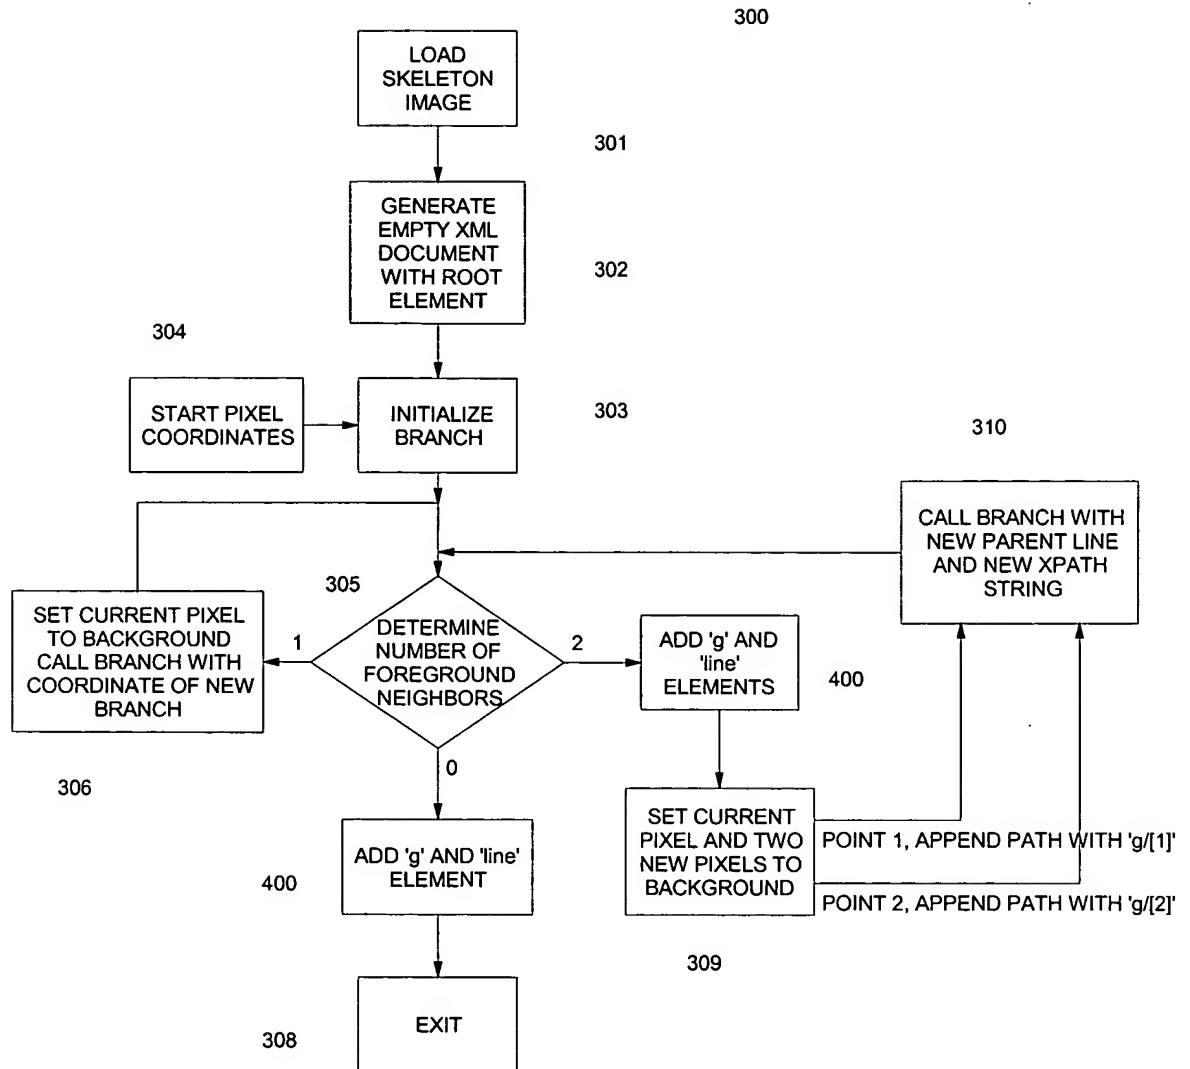 300
LOAD
SKELETON
IMAGE
301
GENERATE
EMPTY XML
DOCUMENT
WITH ROOT
ELEMENT
302
304
START PIXEL
COORDINATES
INITIALIZE
BRANCH
303
310
CALL BRANCH WITH
NEW PARENT LINE
AND NEW XPATH
STRING
305
SET CURRENT PIXEL
TO BACKGROUND
CALL BRANCH WITH
COORDINATE OF NEW
BRANCH
1
DETERMINE
NUMBER OF
FOREGROUND
NEIGHBORS
2
ADD 'g' AND
'line'
ELEMENTS
400
306
0
SET CURRENT
PIXEL AND TWO
NEW PIXELS TO
BACKGROUND
POINT 1, APPEND PATH WITH 'g/[1]'
POINT 2, APPEND PATH WITH 'g/[2]'
ADD 'g' AND 'line'
ELEMENT
400
309
EXIT
308